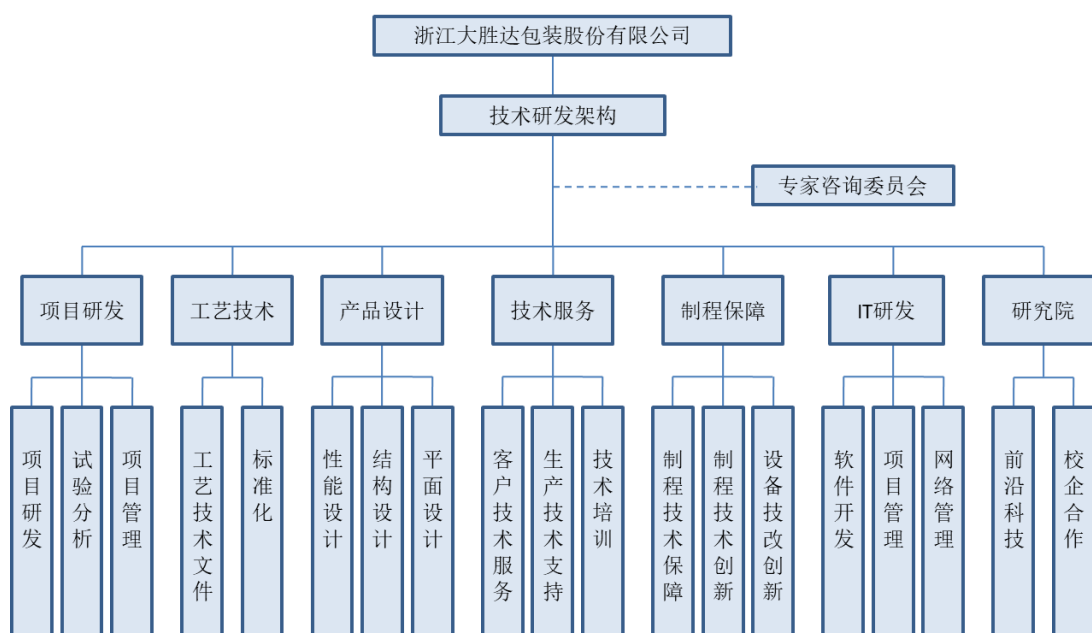 浙江大胜达包装股份有限公司
技术研发架构
专家咨询委员会
项目研发
工艺技术
产品设计
技术服务
制程保障
IT研发
研究院
项目研发
试验分析
项目管理
工艺技术文件
标准化
性能设计
结构设计
平面设计
客户技术服务
生产技术支持
技术培训
制程技术保障
制程技术创新
设备技改创新
软件开发
项目管理
网络管理
前沿科技
校企合作